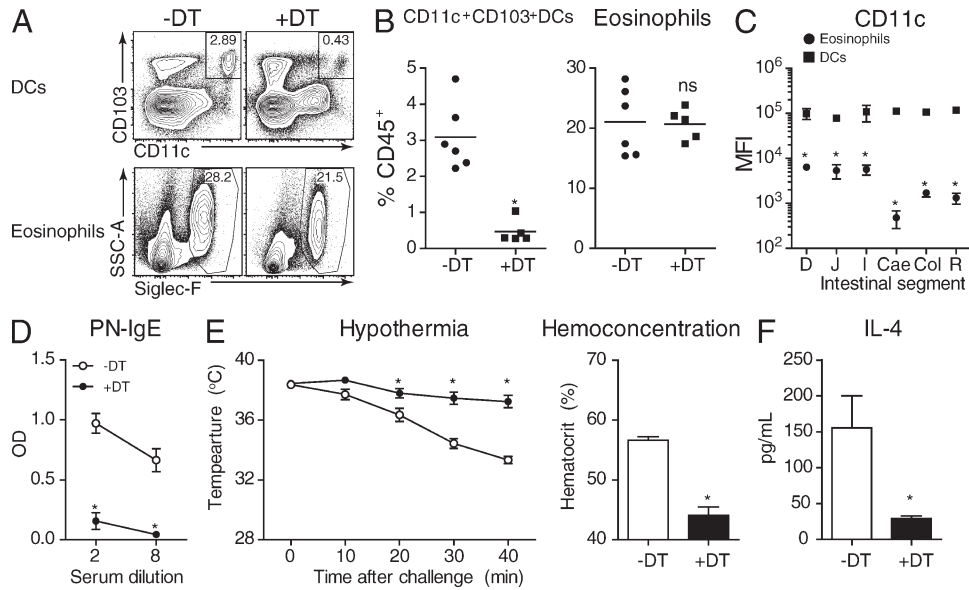 A
-DT
+DT
DCs
CD103
2.89
0.43
CD11c
Eosinophils
SSC-A
28.2
21.5
Siglec-F
B
CD11c+CD103+DCs
% CD45+
5
4
3
2
1
0
*
-DT
+DT
Eosinophils
30
20
10
0
ns
-DT
+DT
C
CD11c
Eosinophils
DCs
MFI
10^6
10^5
10^4
10^3
10^2
* * * * * *
D J I Cae Col R
Intestinal segment
D
PN-IgE
-DT
+DT
OD
1.5
1.0
0.5
0.0
* *
2 8
Serum dilution
E
Hypothermia
Tempearture (°C)
40
36
32
28
* * *
0 10 20 30 40
Time after challenge (min)
Hemoconcentration
Hematocrit (%)
70
60
50
40
*
-DT +DT
F
IL-4
pg/mL
250
200
150
100
50
0
*
-DT +DT